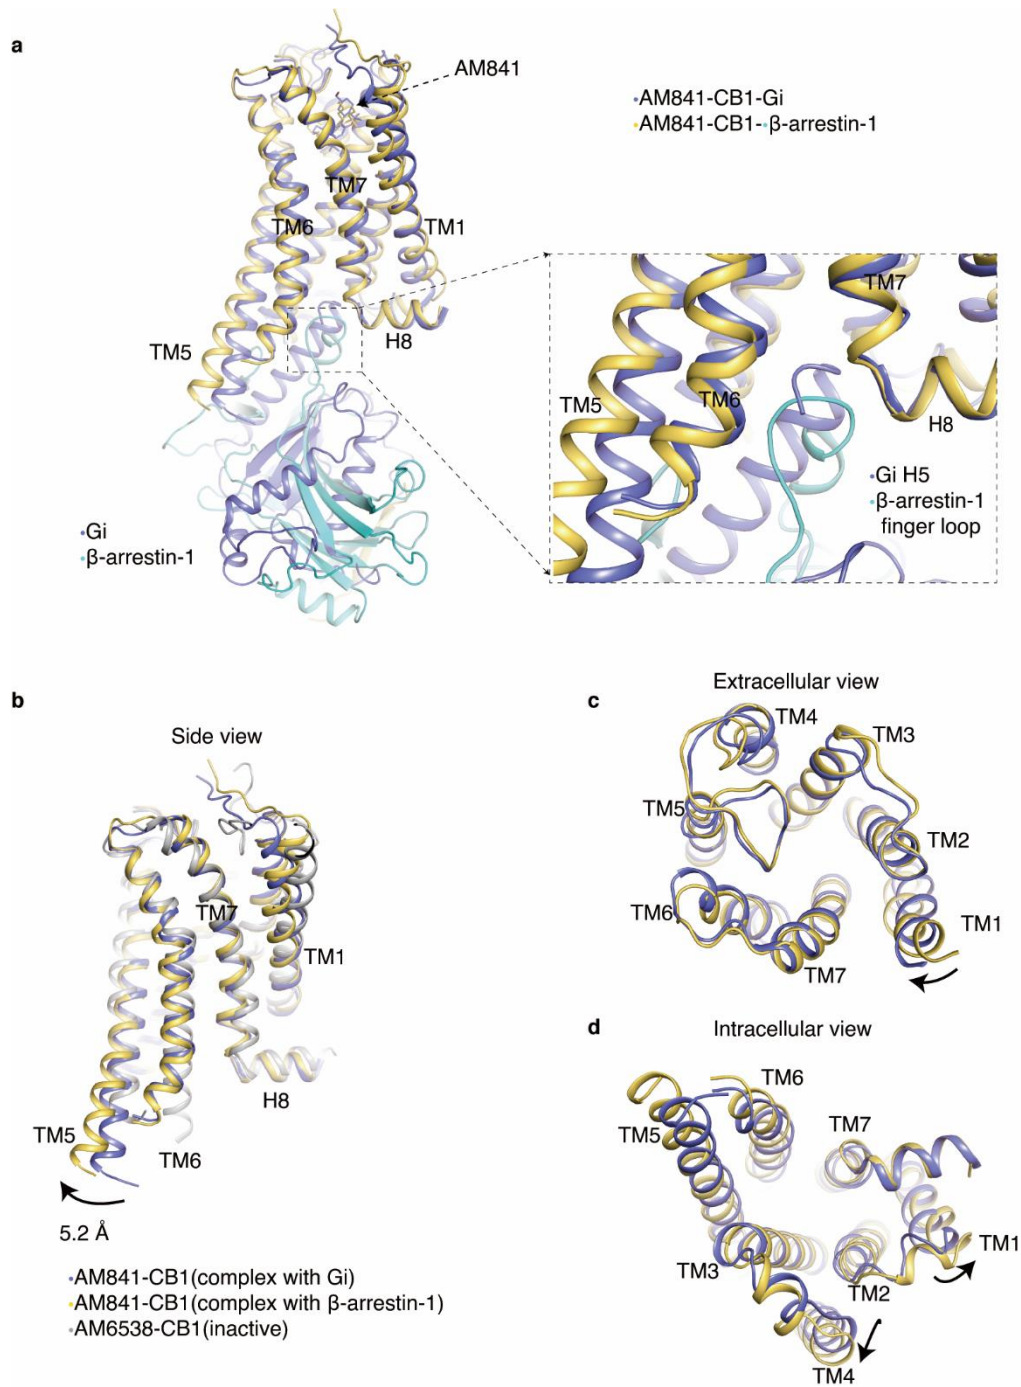 a
AM841
AM841-CB1-Gi
AM841-CB1-β-arrestin-1
TM7
TM6
TM1
TM5
H8
TM7
TM5
TM6
H8
Gi H5
β-arrestin-1
finger loop
Gi
β-arrestin-1
b
Side view
TM7
TM1
H8
TM5
TM6
5.2 Å
AM841-CB1(complex with Gi)
AM841-CB1(complex with β-arrestin-1)
AM6538-CB1(inactive)
c
Extracellular view
TM4
TM3
TM5
TM2
TM6
TM1
TM7
d
Intracellular view
TM6
TM5
TM7
TM3
TM1
TM2
TM4